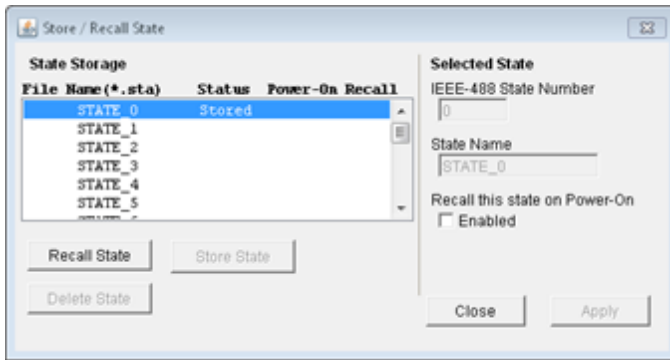 Store / Recall State
State Storage
File Name(*.sta) Status Power-On Recall
STATE_0 Stored
STATE_1
STATE_2
STATE_3
STATE_4
STATE_5
Recall State Store State
Delete State
Selected State
IEEE-488 State Number
0
State Name
STATE_0
Recall this state on Power-On
Enabled
Close Apply